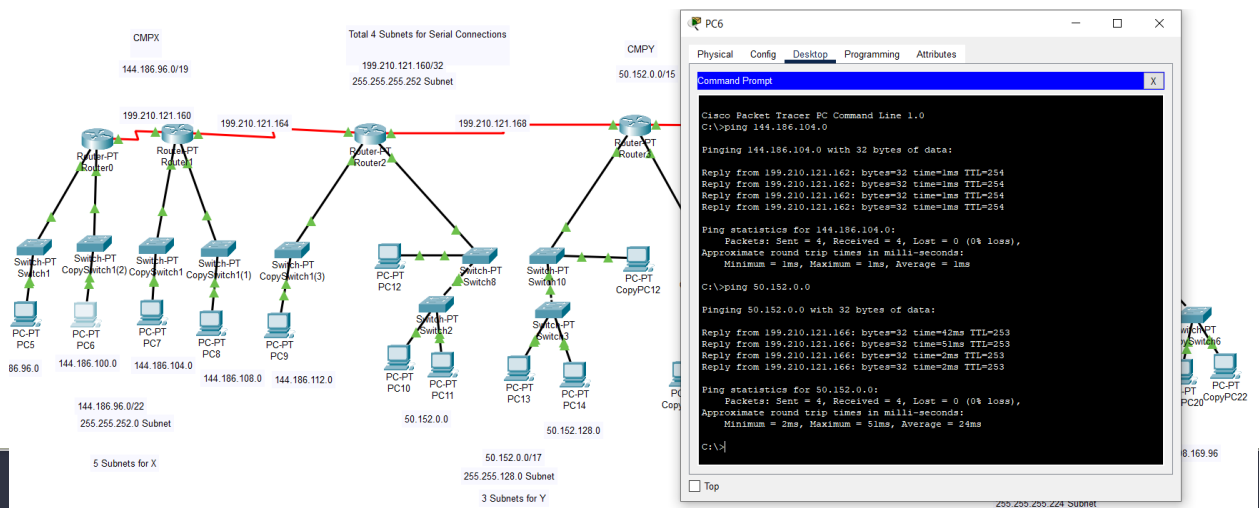 CMPX
144.186.96.0/19
Total 4 Subnets for Serial Connections
199.210.121.160/32
255.255.255.252 Subnet
CMPY
50.152.0.0/15
199.210.121.160
199.210.121.164
199.210.121.168
Router-PT
Router0
Router-PT
Router1
Router-PT
Router2
Router-PT
Switch-PT
Switch1
Switch-PT
CopySwitch1(2)
Switch-PT
CopySwitch1
Switch-PT
CopySwitch1(1)
Switch-PT
CopySwitch1(3)
PC-PT
PC12
Switch-PT
Switch8
Switch-PT
Switch10
PC-PT
CopyPC12
Switch-PT
Switch2
Switch-PT
Switch3
PC-PT
PC5
PC-PT
PC6
PC-PT
PC7
PC-PT
PC8
PC-PT
PC9
PC-PT
PC10
PC-PT
PC11
PC-PT
PC13
PC-PT
PC14
86.96.0
144.186.100.0
144.186.104.0
144.186.108.0
144.186.112.0
144.186.96.0/22
255.255.252.0 Subnet
5 Subnets for X
50.152.0.0
50.152.128.0
50.152.0.0/17
255.255.128.0 Subnet
3 Subnets for Y
PC6
Physical Config Desktop Programming Attributes
Command Prompt
X
Cisco Packet Tracer PC Command Line 1.0
C:\>ping 144.186.104.0
Pinging 144.186.104.0 with 32 bytes of data:
Reply from 199.210.121.162: bytes=32 time=1ms TTL=254
Reply from 199.210.121.162: bytes=32 time=1ms TTL=254
Reply from 199.210.121.162: bytes=32 time=1ms TTL=254
Reply from 199.210.121.162: bytes=32 time=1ms TTL=254
Ping statistics for 144.186.104.0:
Packets: Sent = 4, Received = 4, Lost = 0 (0% loss),
Approximate round trip times in milli-seconds:
Minimum = 1ms, Maximum = 1ms, Average = 1ms
C:\>ping 50.152.0.0
Pinging 50.152.0.0 with 32 bytes of data:
Reply from 199.210.121.166: bytes=32 time=42ms TTL=253
Reply from 199.210.121.166: bytes=32 time=51ms TTL=253
Reply from 199.210.121.166: bytes=32 time=2ms TTL=253
Reply from 199.210.121.166: bytes=32 time=2ms TTL=253
Ping statistics for 50.152.0.0:
Packets: Sent = 4, Received = 4, Lost = 0 (0% loss),
Approximate round trip times in milli-seconds:
Minimum = 2ms, Maximum = 51ms, Average = 24ms
C:\>
Top
PC-PT
CopyPC22
PC20
8.169.96
255.255.255.224 Subnet